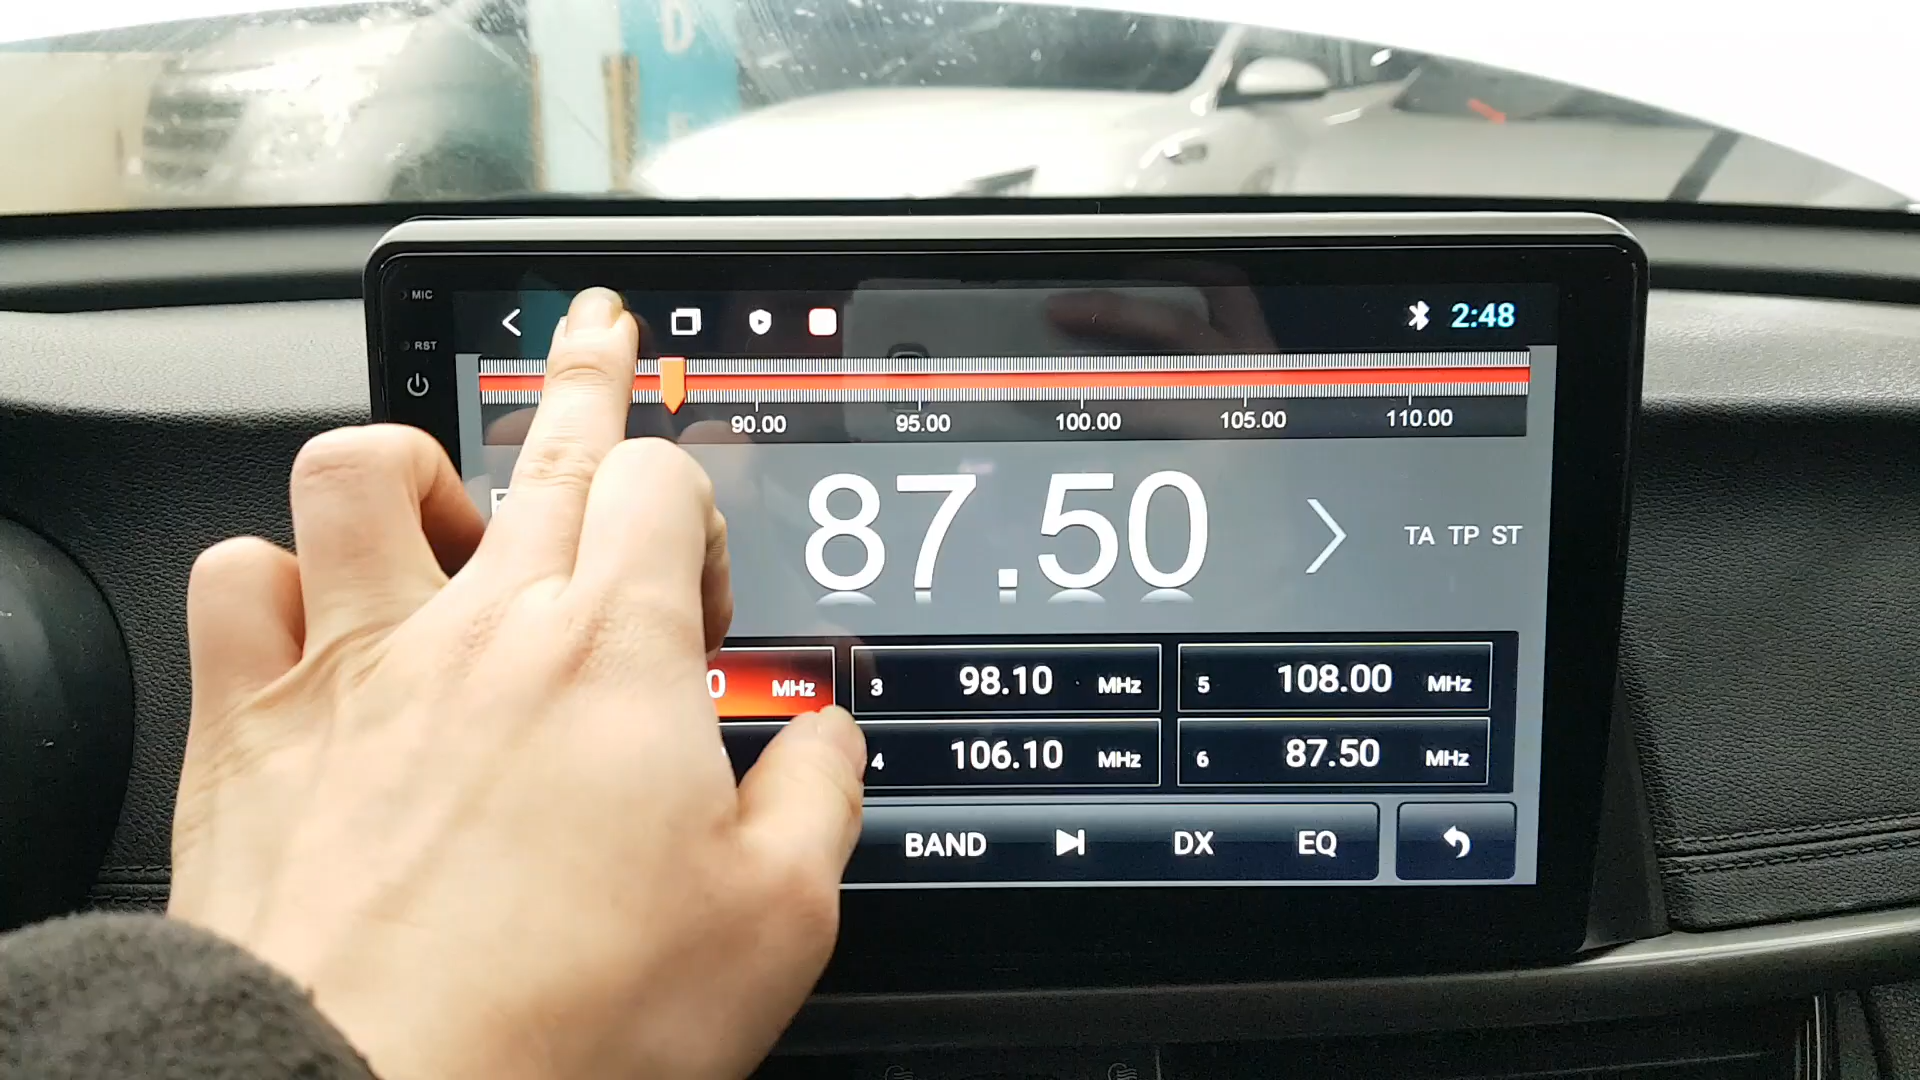 D
MIC
2:48
RST
90.00 95.00 100.00 105.00 110.00
87.50
TA TP ST
0 MHz
3 98.10 MHz
5 108.00 MHz
4 106.10 MHz
6 87.50 MHz
BAND DX EQ